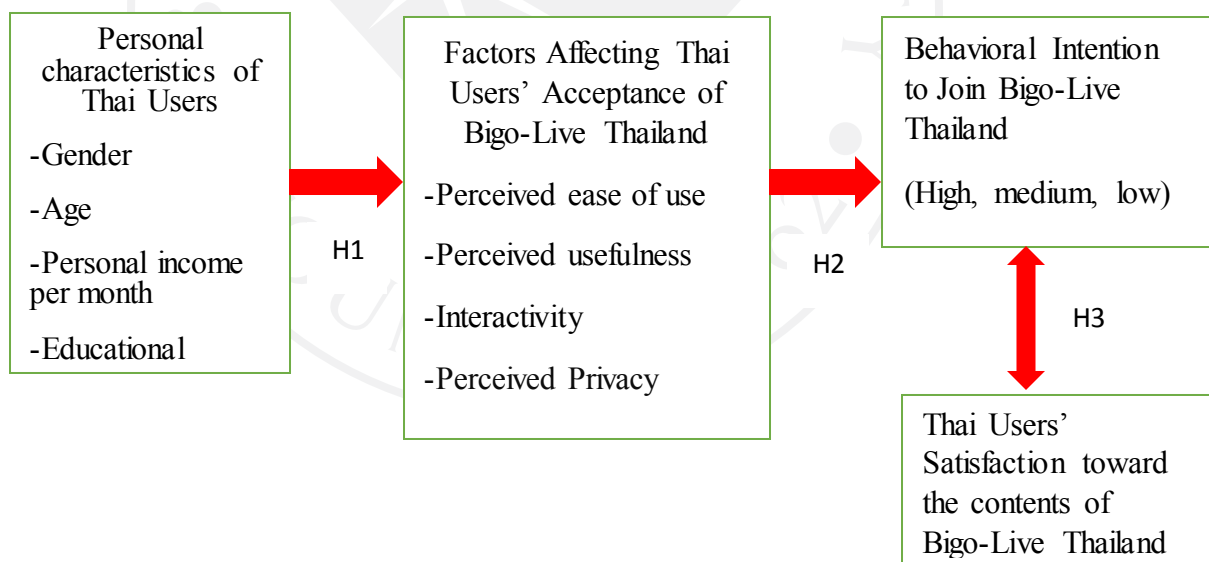 Personal
characteristics of
Thai Users
-Gender
-Age
-Personal income
per month
-Educational
H1
Factors Affecting Thai
Users’ Acceptance of
Bigo-Live Thailand
-Perceived ease of use
-Perceived usefulness
-Interactivity
-Perceived Privacy
H2
Behavioral Intention
to Join Bigo-Live
Thailand
(High, medium, low)
H3
Thai Users’
Satisfaction toward
the contents of
Bigo-Live Thailand